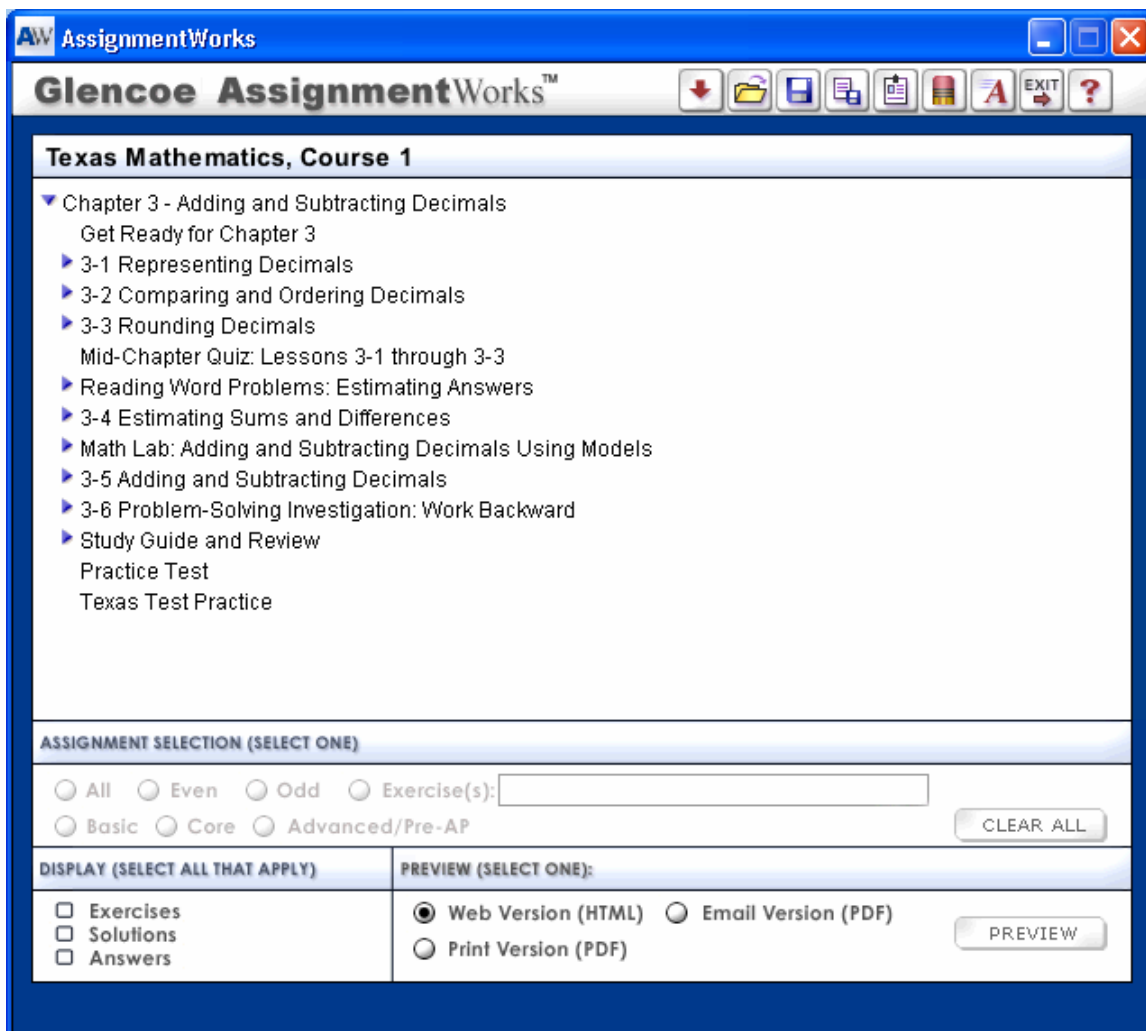 AW AssignmentWorks
Glencoe AssignmentWorks™
A EXIT ?
Texas Mathematics, Course 1
Chapter 3 - Adding and Subtracting Decimals
Get Ready for Chapter 3
3-1 Representing Decimals
3-2 Comparing and Ordering Decimals
3-3 Rounding Decimals
Mid-Chapter Quiz: Lessons 3-1 through 3-3
Reading Word Problems: Estimating Answers
3-4 Estimating Sums and Differences
Math Lab: Adding and Subtracting Decimals Using Models
3-5 Adding and Subtracting Decimals
3-6 Problem-Solving Investigation: Work Backward
Study Guide and Review
Practice Test
Texas Test Practice
ASSIGNMENT SELECTION (SELECT ONE)
All Even Odd Exercise(s):
Basic Core Advanced/Pre-AP CLEAR ALL
DISPLAY (SELECT ALL THAT APPLY) PREVIEW (SELECT ONE):
Exercises Web Version (HTML) Email Version (PDF)
Solutions PREVIEW
Answers Print Version (PDF)